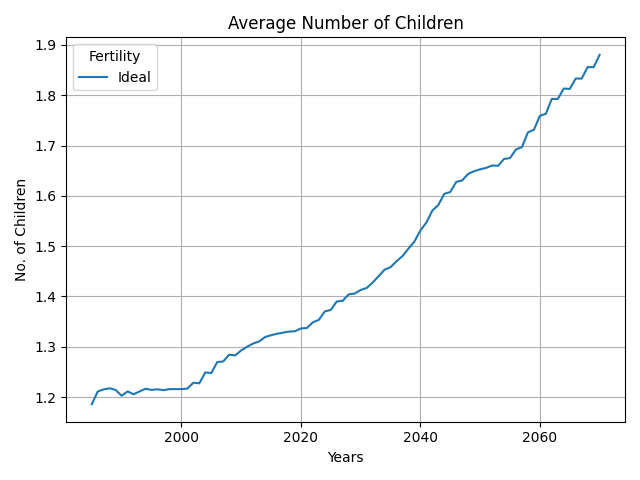 Average Number of Children
Fertility
Ideal
No. of Children
1.9
1.8
1.7
1.6
1.5
1.4
1.3
1.2
2000 2020 2040 2060
Years